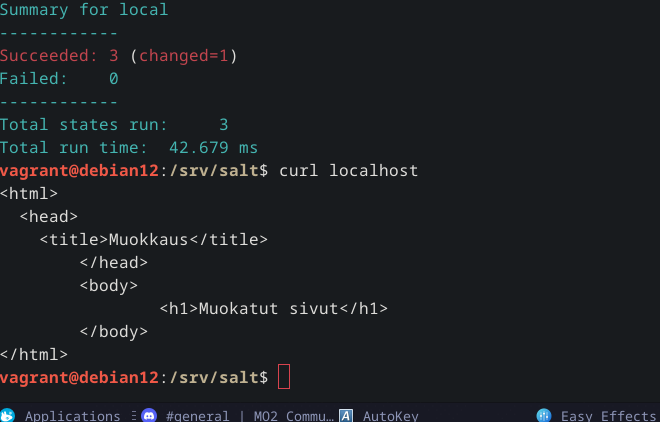 Summary for local
------------
Succeeded: 3 (changed=1)
Failed:    0
------------
Total states run:     3
Total run time:  42.679 ms
vagrant@debian12:/srv/salt$ curl localhost
<html>
  <head>
    <title>Muokkaus</title>
        </head>
        <body>
                <h1>Muokatut sivut</h1>
        </body>
</html>
vagrant@debian12:/srv/salt$
Applications #general | MO2 Commu… AutoKey Easy Effects